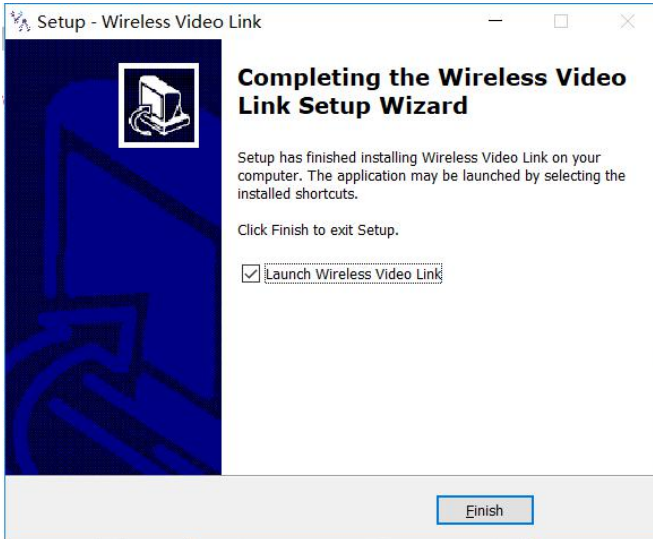 Setup - Wireless Video Link
Completing the Wireless Video
Link Setup Wizard
Setup has finished installing Wireless Video Link on your
computer. The application may be launched by selecting the
installed shortcuts.
Click Finish to exit Setup.
Launch Wireless Video Link
Finish